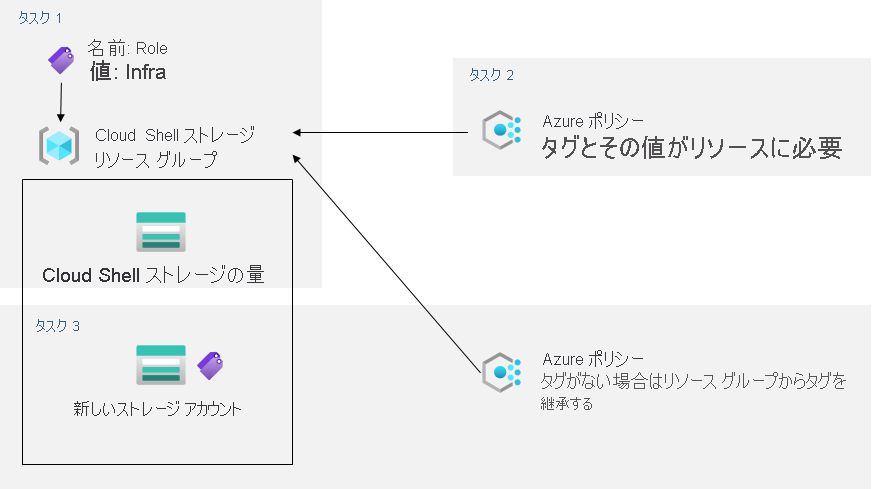 タスク 1
名前: Role
値: Infra
Cloud Shell ストレージ
リソース グループ
Cloud Shell ストレージの量
タスク 2
Azure ポリシー
タグとその値がリソースに必要
タスク 3
新しいストレージ アカウント
Azure ポリシー
タグがない場合はリソース グループからタグを
継承する